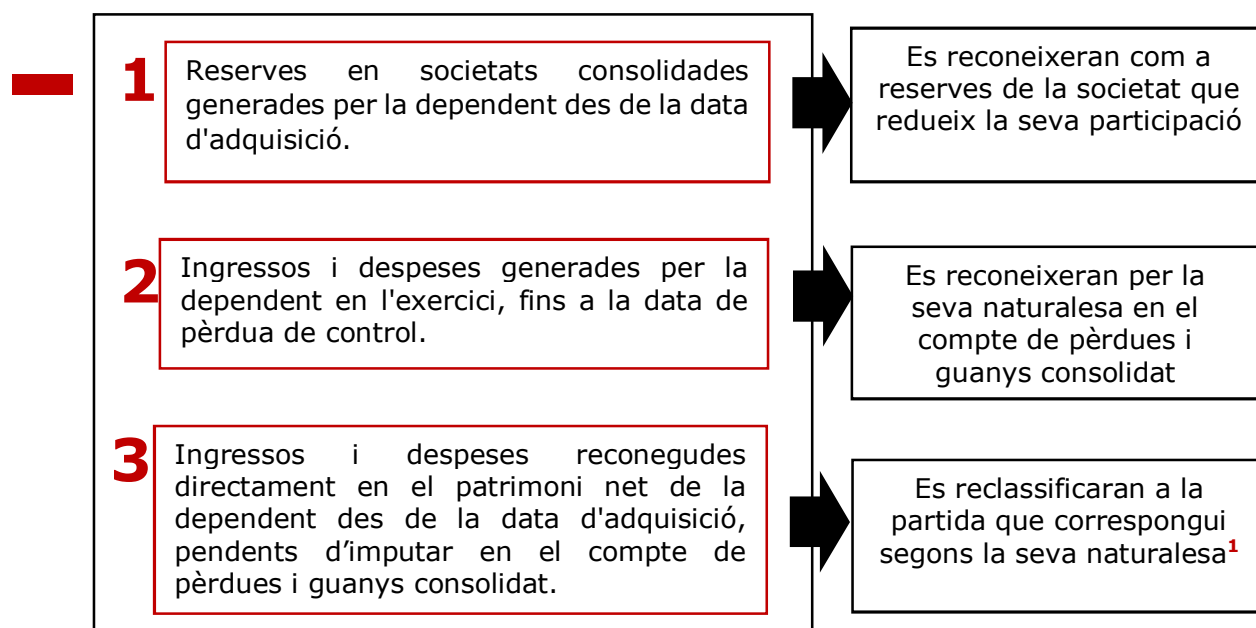 1
Reserves en societats consolidades
generades per la dependent des de la data
d'adquisició.
Es reconeixeran com a
reserves de la societat que
redueix la seva participació
2
Ingressos i despeses generades per la
dependent en l'exercici, fins a la data de
pèrdua de control.
Es reconeixeran per la
seva naturalesa en el
compte de pèrdues i
guanys consolidat
3
Ingressos i despeses reconegudes
directament en el patrimoni net de la
dependent des de la data d'adquisició,
pendents d’imputar en el compte de
pèrdues i guanys consolidat.
Es reclassificaran a la
partida que correspongui
segons la seva naturalesa¹